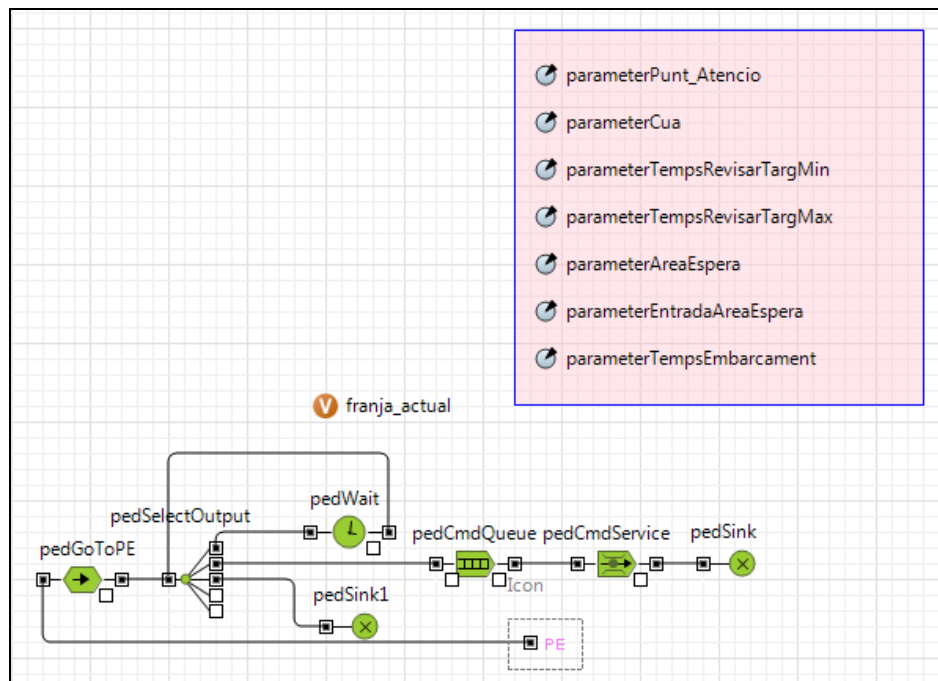 parameterPunt_Atencio
parameterCua
parameterTempsRevisarTargMin
parameterTempsRevisarTargMax
parameterAreaEspera
parameterEntradaAreaEspera
parameterTempsEmbarcament
V franja_actual
pedWait
pedSelectOutput
pedCmdQueue pedCmdService pedSink
pedGoToPE
Icon
pedSink1
PE